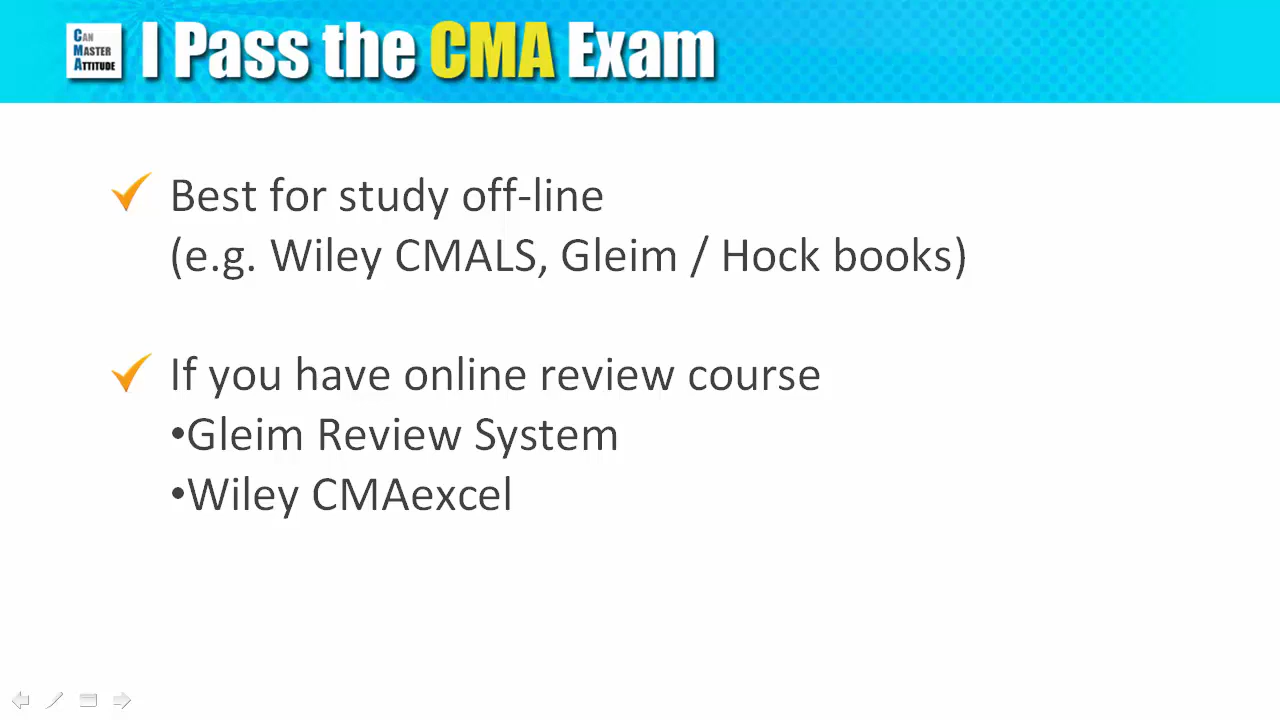 CAN
MASTER
ATTITUDE
I Pass the CMA Exam
Best for study off-line
(e.g. Wiley CMALS, Gleim / Hock books)
If you have online review course
•Gleim Review System
•Wiley CMAexcel